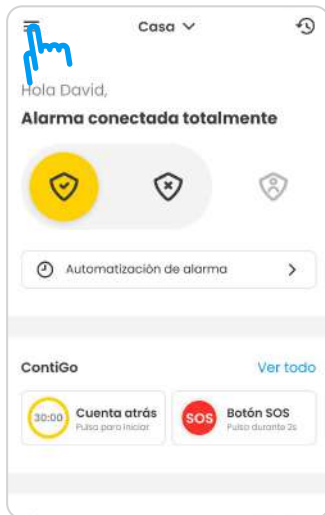 Casa
Hola David,
Alarma conectada totalmente
Automatización de alarma
ContiGo
Ver todo
30:00
Cuenta atrás
Pulsa para iniciar
SOS
Botón SOS
Pulsa durante 2s